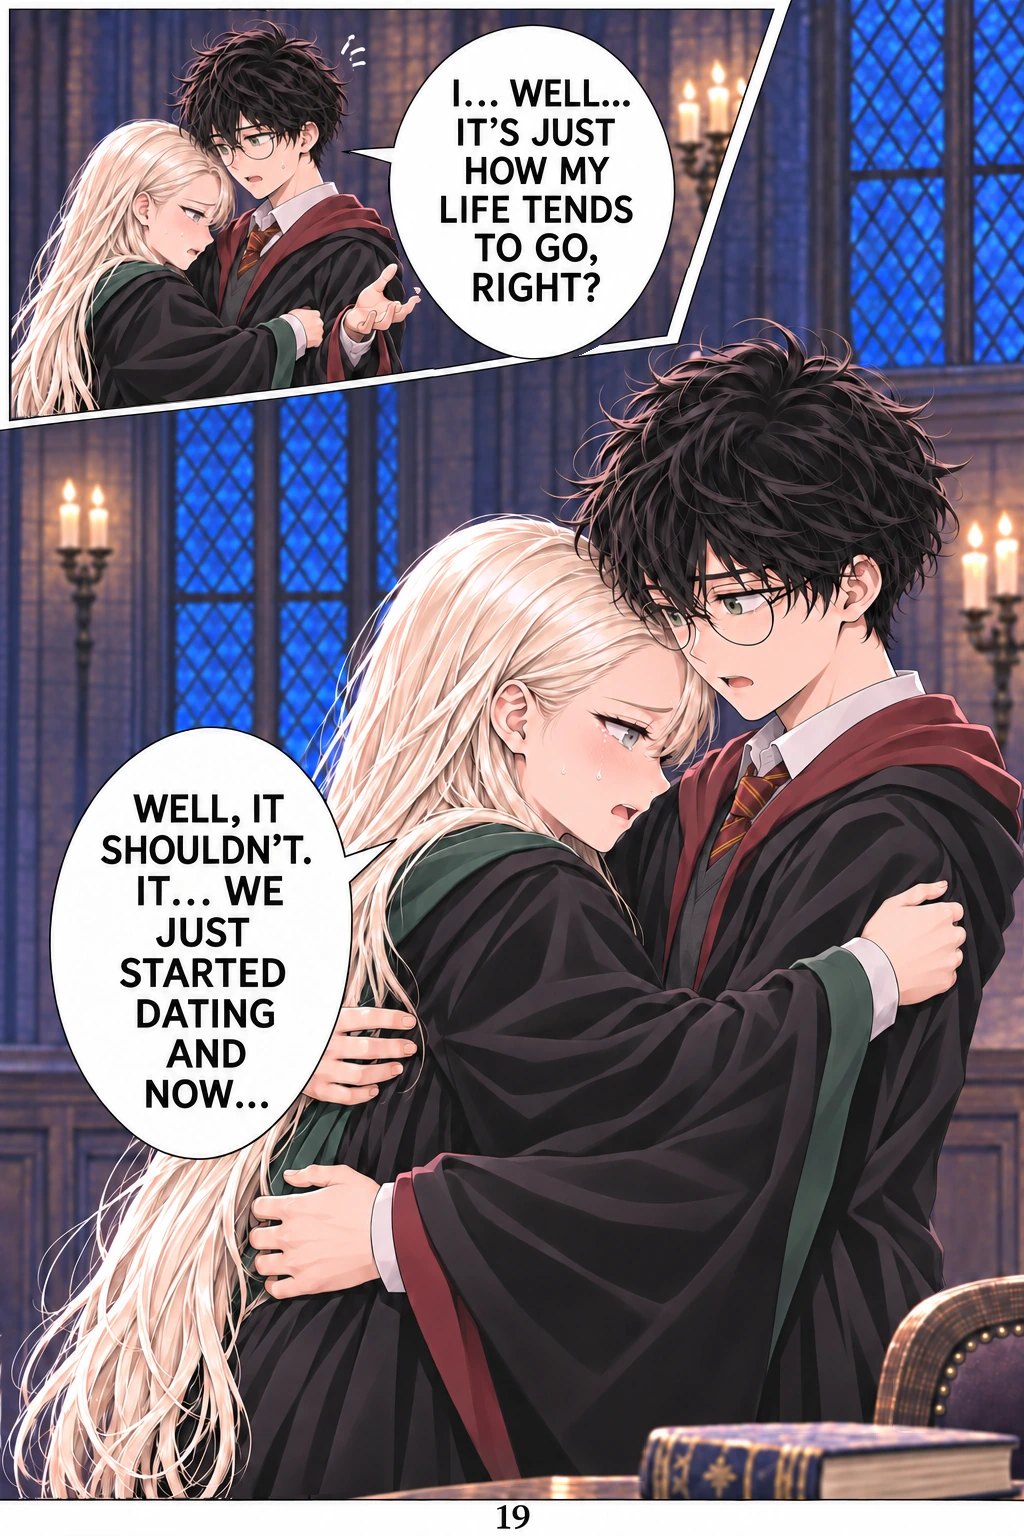 I... WELL...
IT'S JUST
HOW MY
LIFE TENDS
TO GO,
RIGHT?
WELL, IT
SHOULDN'T.
IT... WE
JUST
STARTED
DATING
AND
NOW...
19